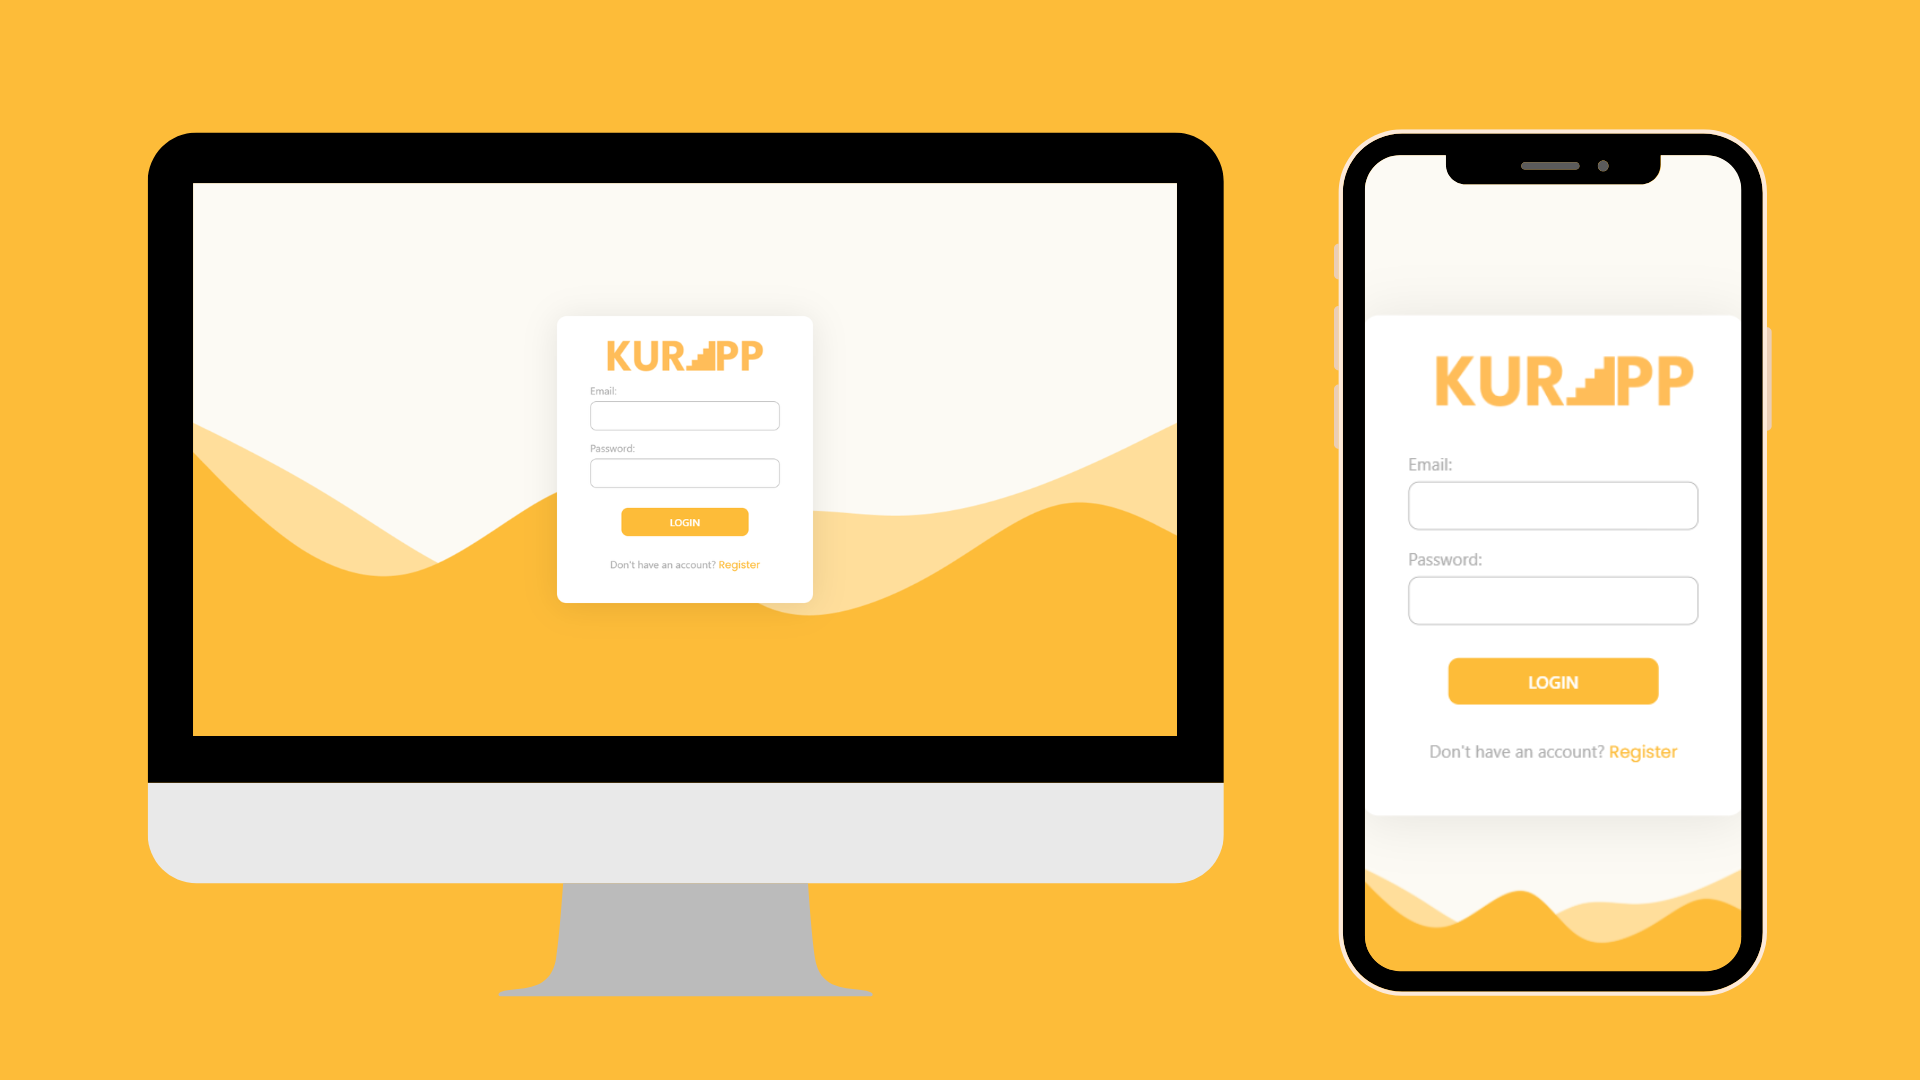 KURAPP
Email:
Password:
LOGIN
Don't have an account? Register
KURAPP
Email:
Password:
LOGIN
Don't have an account? Register